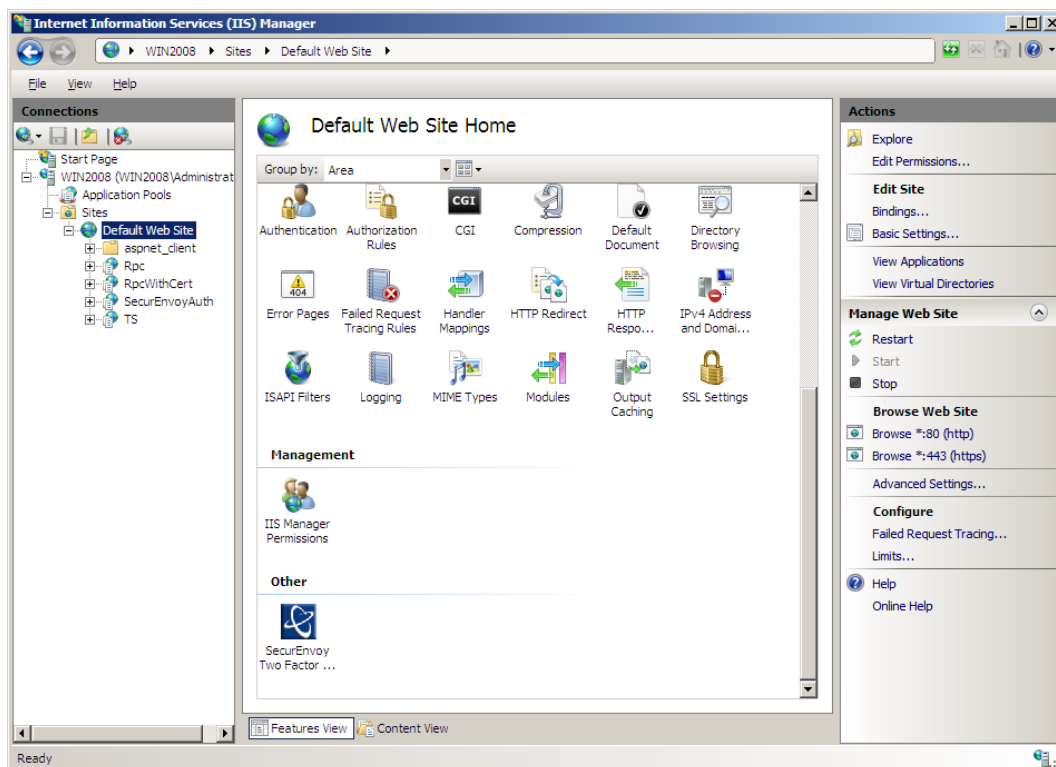 Internet Information Services (IIS) Manager
WIN2008 Sites Default Web Site
File View Help
Connections
Start Page
WIN2008 (WIN2008\Administrat
Application Pools
Sites
Default Web Site
aspnet_client
Rpc
RpcWithCert
SecurEnvoyAuth
TS
Default Web Site Home
Group by: Area
Authentication
Authorization
Rules
CGI
CGI
Compression
Default
Document
Directory
Browsing
404
Error Pages
Failed Request
Tracing Rules
Handler
Mappings
HTTP Redirect
HTTP
Respo...
IPv4 Address
and Domai...
ISAPI Filters
Logging
MIME Types
Modules
Output
Caching
SSL Settings
Management
IIS Manager
Permissions
Other
SecurEnvoy
Two Factor ...
Features View
Content View
Actions
Explore
Edit Permissions...
Edit Site
Bindings...
Basic Settings...
View Applications
View Virtual Directories
Manage Web Site
Restart
Start
Stop
Browse Web Site
Browse *:80 (http)
Browse *:443 (https)
Advanced Settings...
Configure
Failed Request Tracing...
Limits...
Help
Online Help
Ready